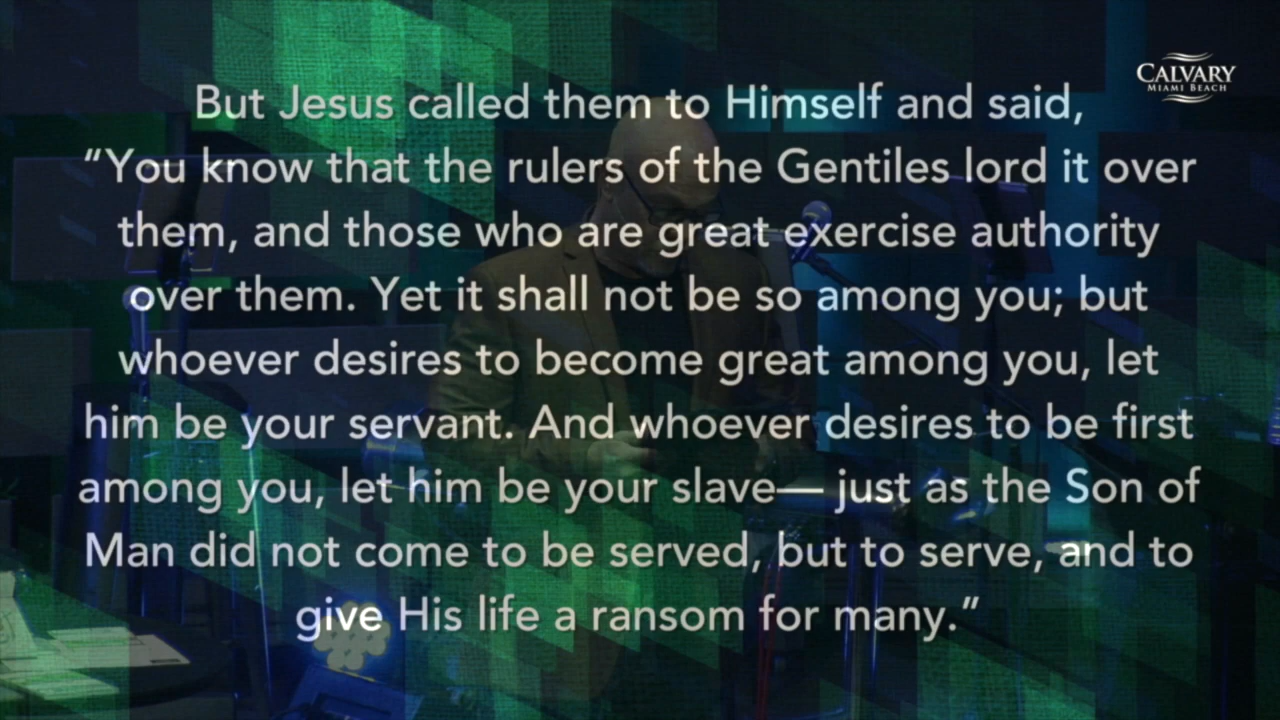 CALVARY
MIAMI BEACH
But Jesus called them to Himself and said,
“You know that the rulers of the Gentiles lord it over
them, and those who are great exercise authority
over them. Yet it shall not be so among you; but
whoever desires to become great among you, let
him be your servant. And whoever desires to be first
among you, let him be your slave— just as the Son of
Man did not come to be served, but to serve, and to
give His life a ransom for many.”